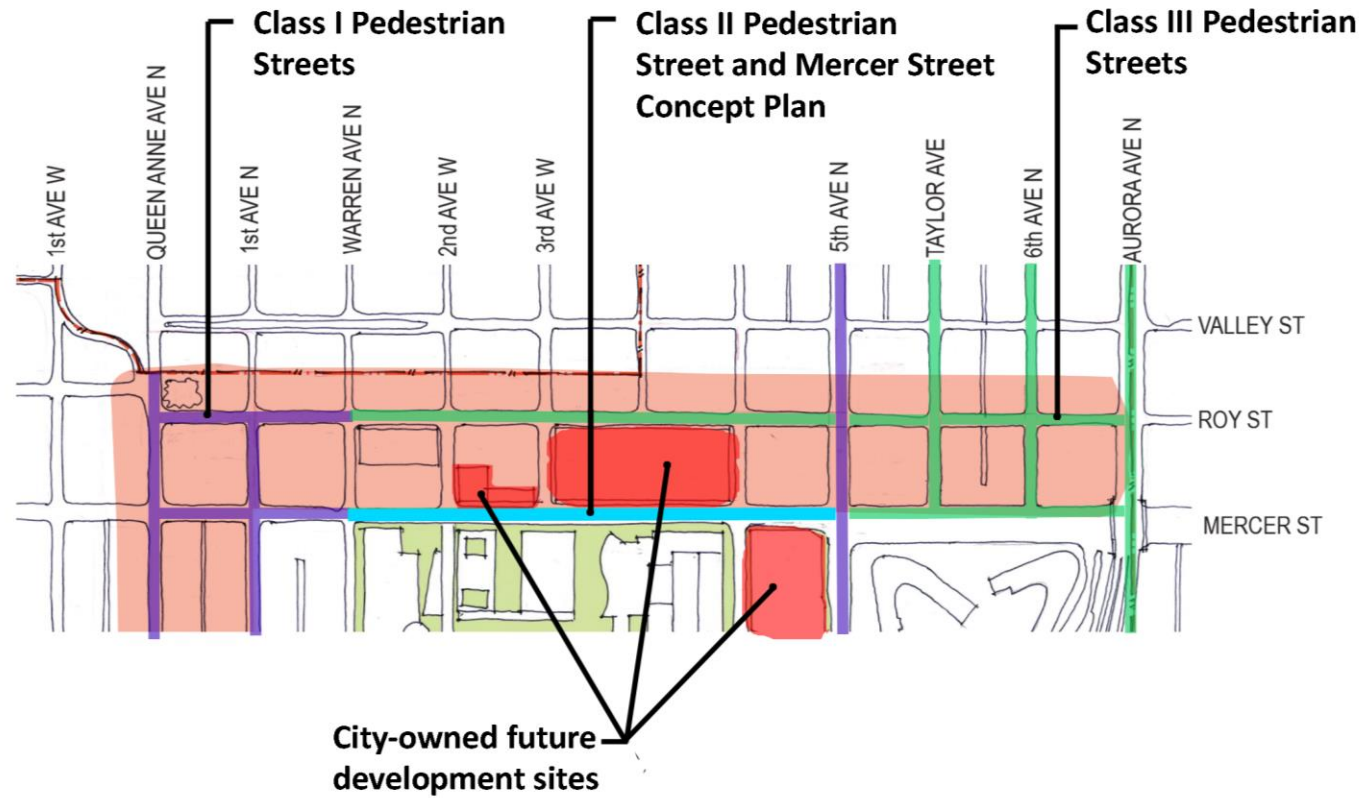 Class I Pedestrian
Streets
Class II Pedestrian
Street and Mercer Street
Concept Plan
Class III Pedestrian
Streets
1st AVE W
QUEEN ANNE AVE N
1st AVE N
WARREN AVE N
2nd AVE W
3rd AVE W
5th AVE N
TAYLOR AVE
6th AVE N
AURORA AVE N
VALLEY ST
ROY ST
MERCER ST
City-owned future
development sites